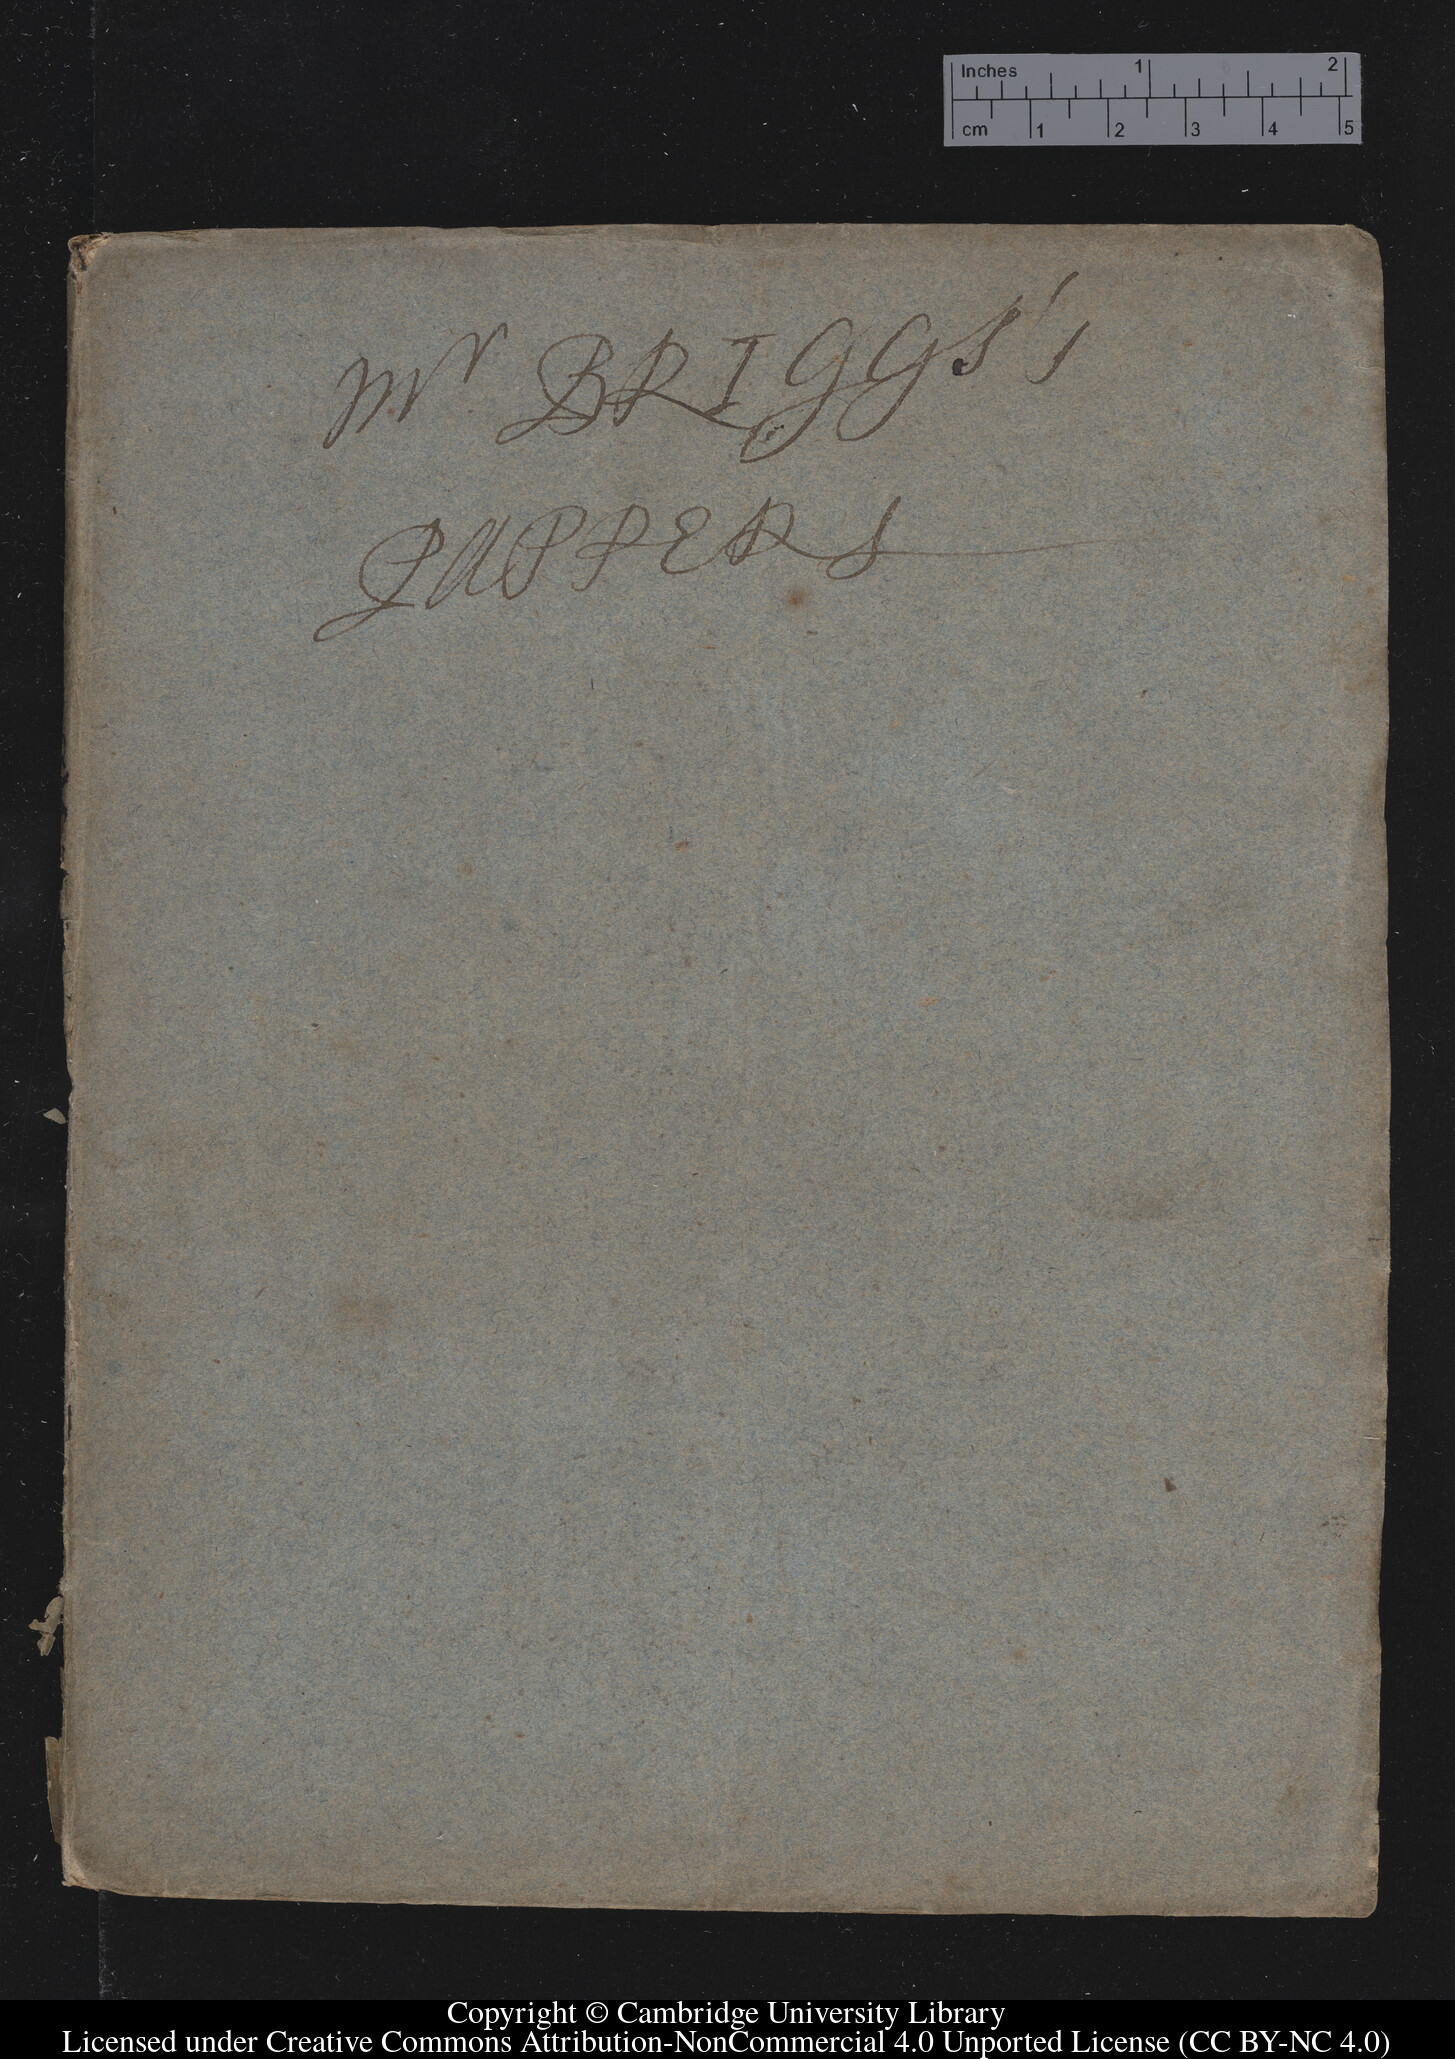 Inches 1 2
cm 1 2 3 4 5
Mr BRIGGS's
PUPPERS
Copyright © Cambridge University Library
Licensed under Creative Commons Attribution-NonCommercial 4.0 Unported License (CC BY-NC 4.0)